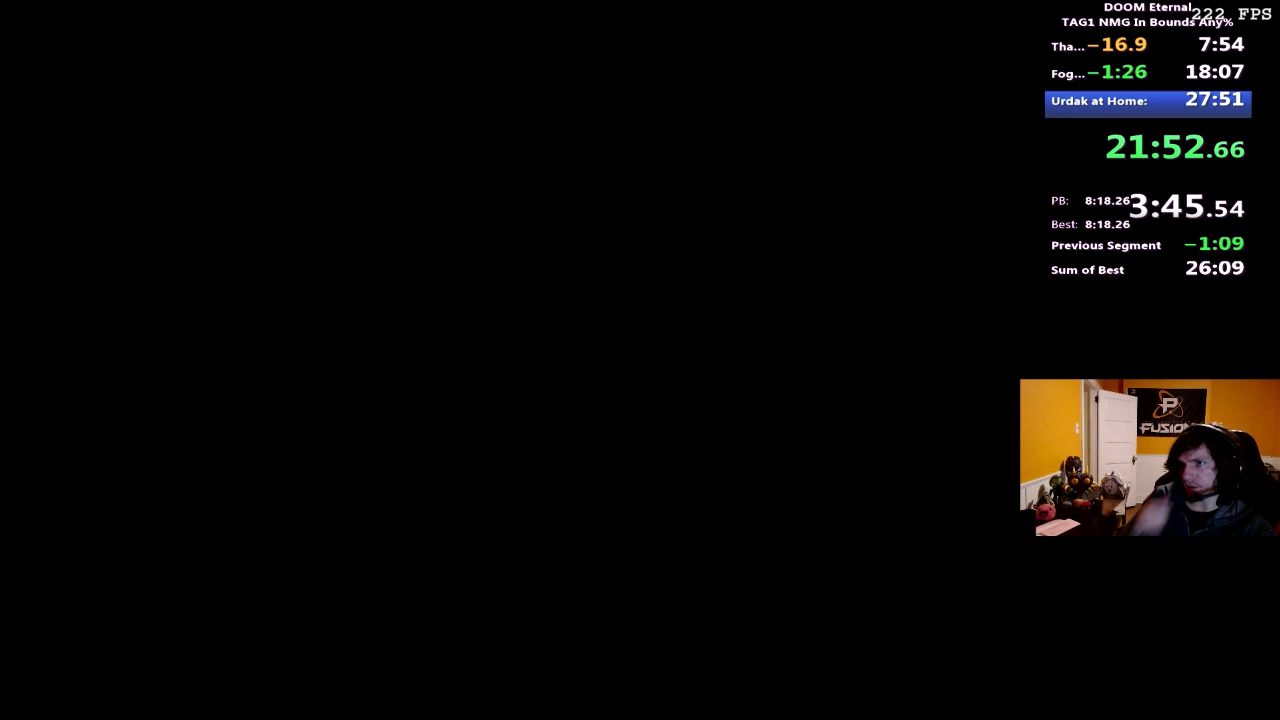 DOOM Eternal
222 FPS
TAG1 NMG In Bounds Any%
Tha... −16.9 7:54
Fog... −1:26 18:07
Urdak at Home: 27:51
21:52.66
PB: 8:18.26
3:45.54
Best: 8:18.26
Previous Segment −1:09
Sum of Best 26:09
P
FUSION